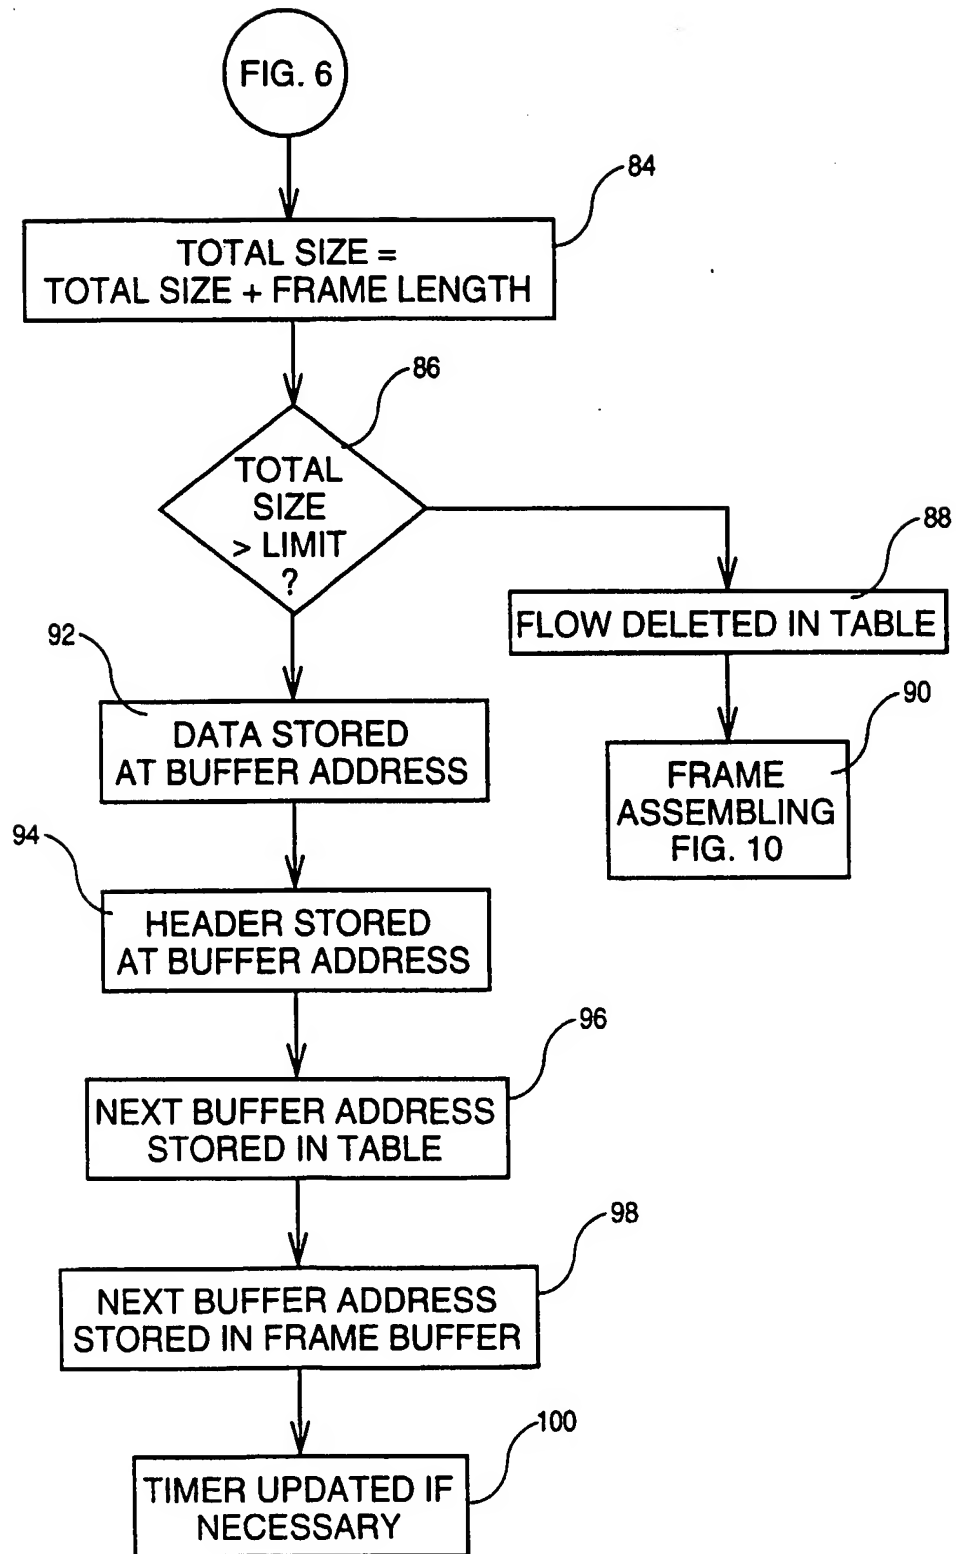 FIG. 6
84
TOTAL SIZE =
TOTAL SIZE + FRAME LENGTH
86
TOTAL
SIZE
> LIMIT
?
88
FLOW DELETED IN TABLE
90
FRAME
ASSEMBLING
FIG. 10
92
DATA STORED
AT BUFFER ADDRESS
94
HEADER STORED
AT BUFFER ADDRESS
96
NEXT BUFFER ADDRESS
STORED IN TABLE
98
NEXT BUFFER ADDRESS
STORED IN FRAME BUFFER
100
TIMER UPDATED IF
NECESSARY